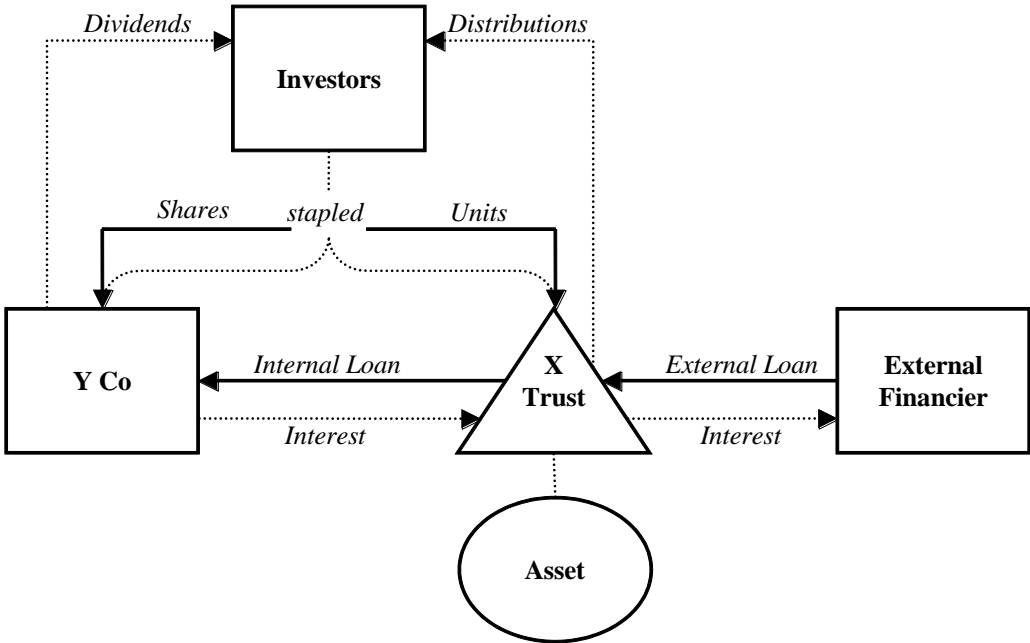 Dividends
Distributions
Investors
Shares
stapled
Units
Y Co
Internal Loan
Interest
X
Trust
External Loan
Interest
External
Financier
Asset